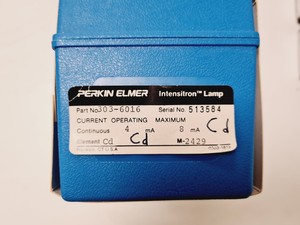 PERKIN ELMER Intensitron™ Lamp
Part No. 303-6016 Serial No. 513584
CURRENT OPERATING MAXIMUM
Continuous 4 mA 8 mA Cd
Element Cd Cd M-2429
U.S.A.